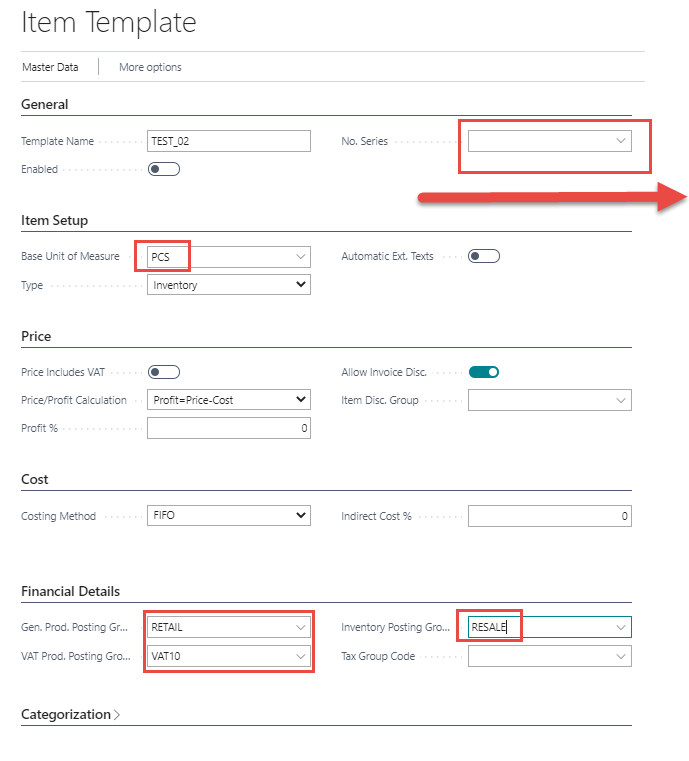 Item Template
Master Data More options
General
Template Name TEST_02 No. Series
Enabled
Item Setup
Base Unit of Measure PCS Automatic Ext. Texts
Type Inventory
Price
Price Includes VAT Allow Invoice Disc.
Price/Profit Calculation Profit=Price-Cost Item Disc. Group
Profit % 0
Cost
Costing Method FIFO Indirect Cost % 0
Financial Details
Gen. Prod. Posting Gr... RETAIL Inventory Posting Gro... RESALE
VAT Prod. Posting Gro... VAT10 Tax Group Code
Categorization